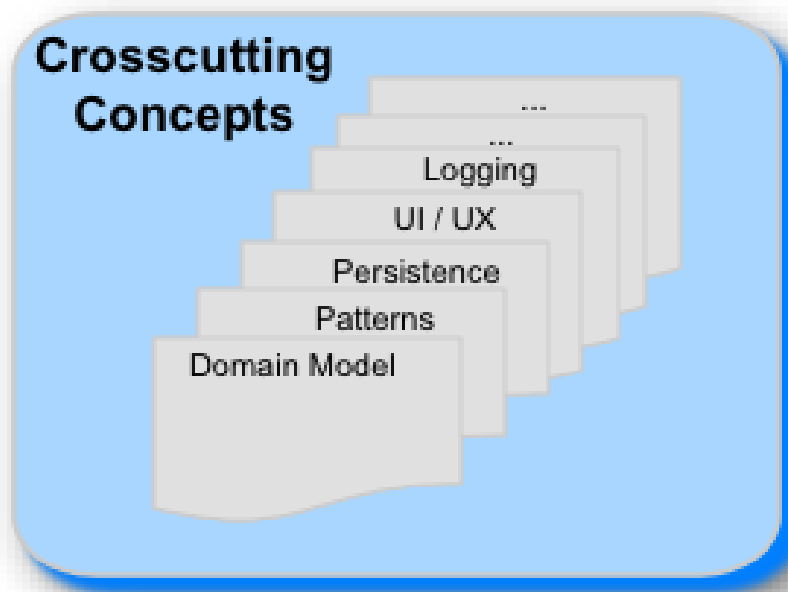 Crosscutting
Concepts
...
...
Logging
UI / UX
Persistence
Patterns
Domain Model